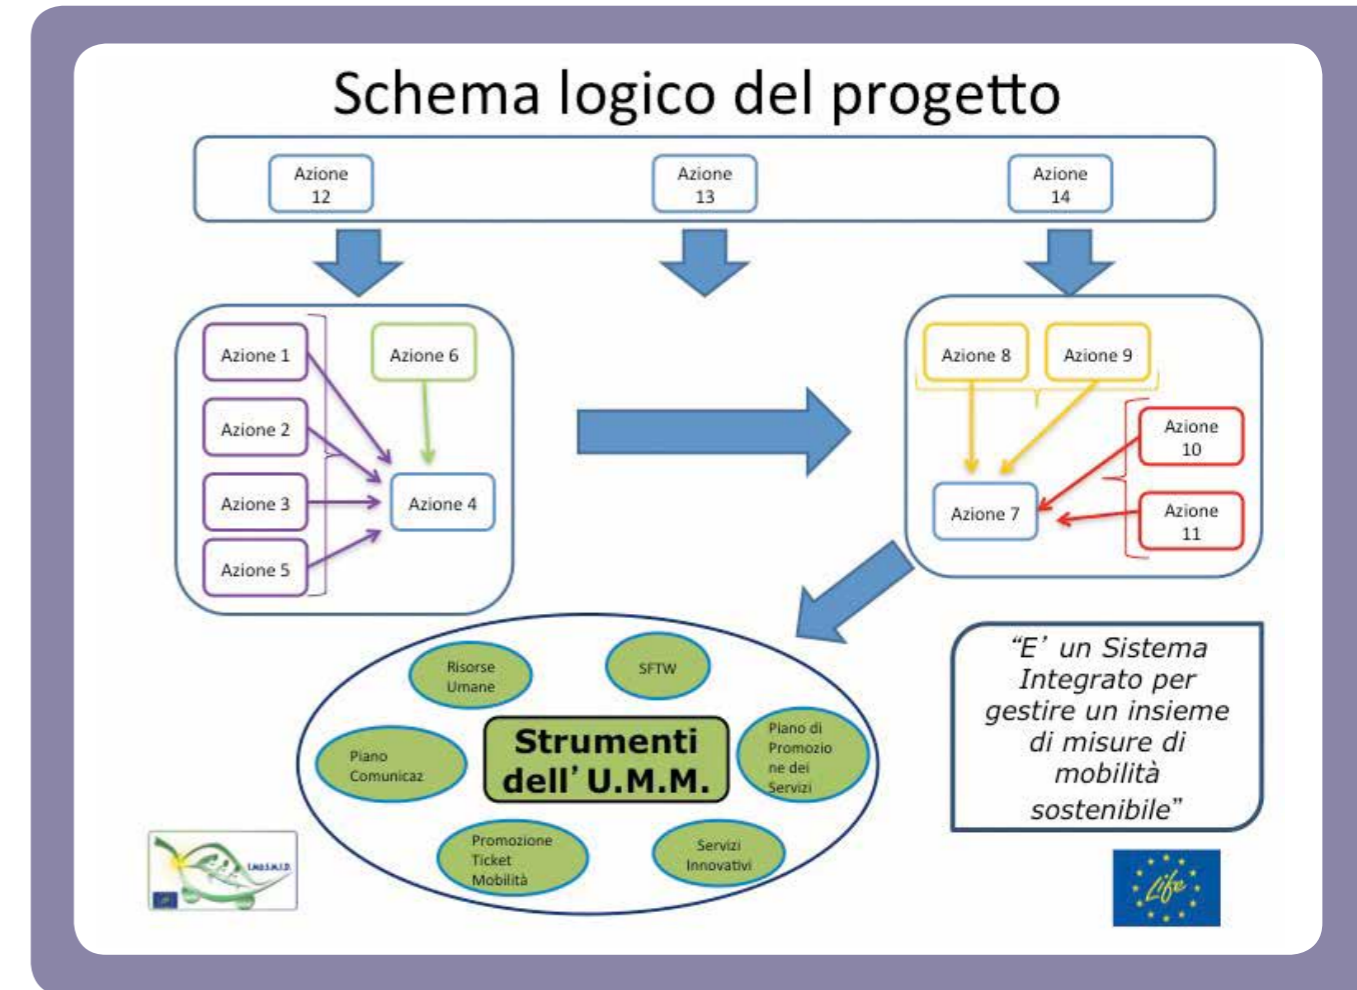 Schema logico del progetto
Azione
12
Azione
13
Azione
14
Azione 1
Azione 6
Azione 2
Azione 3
Azione 4
Azione 5
Azione 8
Azione 9
Azione
10
Azione 7
Azione
11
Risorse
Umane
SFTW
Piano
Comunicaz
Strumenti
dell’ U.M.M.
Piano di
Promozio
ne dei
Servizi
Promozione
Ticket
Mobilità
Servizi
Innovativi
“E’ un Sistema
Integrato per
gestire un insieme
di misure di
mobilità
sostenibile”
I.MO.S.M.I.D.
Life